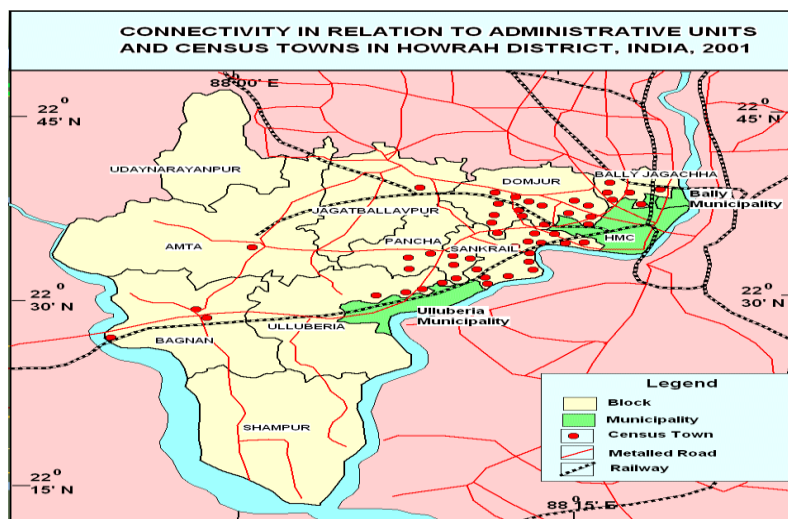 CONNECTIVITY IN RELATION TO ADMINISTRATIVE UNITS
AND CENSUS TOWNS IN HOWRAH DISTRICT, INDIA, 2001
88°00' E
22°
45' N
22°
45' N
UDAYNARAYANPUR
DOMJUR
BALLY JAGACHHA
Bally
Municipality
JAGATBALLAVPUR
AMTA
PANCHA
SANKRAIL
HMC
22°
30' N
22°
30' N
Ulluberia
Municipality
ULLUBERIA
BAGNAN
SHAMPUR
Legend
Block
Municipality
Census Town
Metalled Road
Railway
22°
15' N
88°15' E